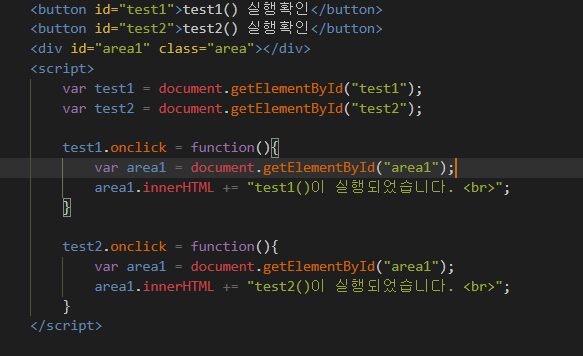 <button id="test1">test1() 실행확인</button>
<button id="test2">test2() 실행확인</button>
<div id="area1" class="area"></div>
<script>
var test1 = document.getElementById("test1");
var test2 = document.getElementById("test2");
test1.onclick = function(){
var area1 = document.getElementById("area1");
area1.innerHTML += "test1()이 실행되었습니다. <br>";
}
test2.onclick = function(){
var area1 = document.getElementById("area1");
area1.innerHTML += "test2()이 실행되었습니다. <br>";
}
</script>